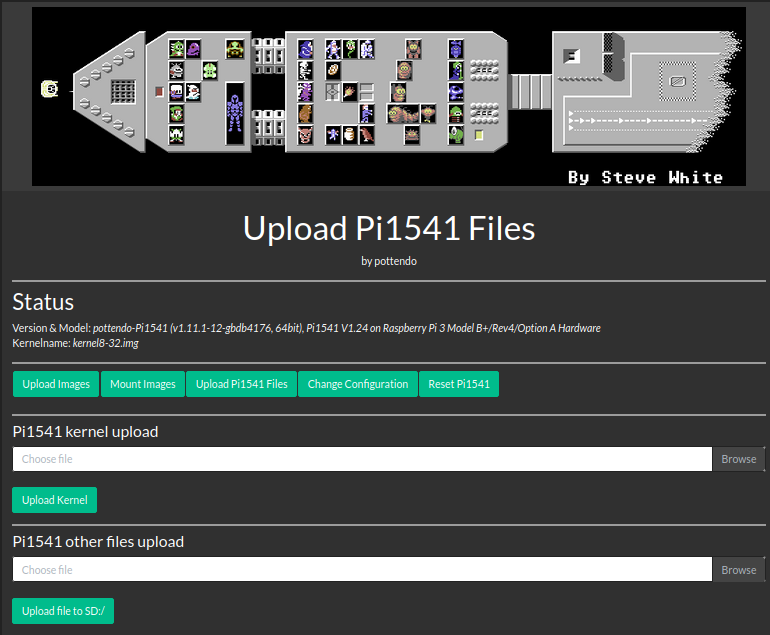 By Steve White
Upload Pi1541 Files
by pottendo
Status
Version & Model: pottendo-Pi1541 (v1.11.1-12-gbdb4176, 64bit), Pi1541 V1.24 on Raspberry Pi 3 Model B+/Rev4/Option A Hardware
Kernelname: kernel8-32.img
Upload Images Mount Images Upload Pi1541 Files Change Configuration Reset Pi1541
Pi1541 kernel upload
Choose file Browse
Upload Kernel
Pi1541 other files upload
Choose file Browse
Upload file to SD:/